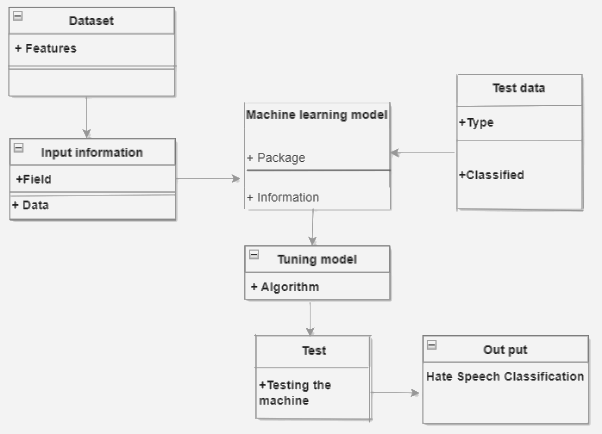 Dataset
+ Features
Input information
+Field
+ Data
Machine learning model
+ Package
+ Information
Test data
+Type
+Classified
Tuning model
+ Algorithm
Test
+Testing the
machine
Out put
Hate Speech Classification